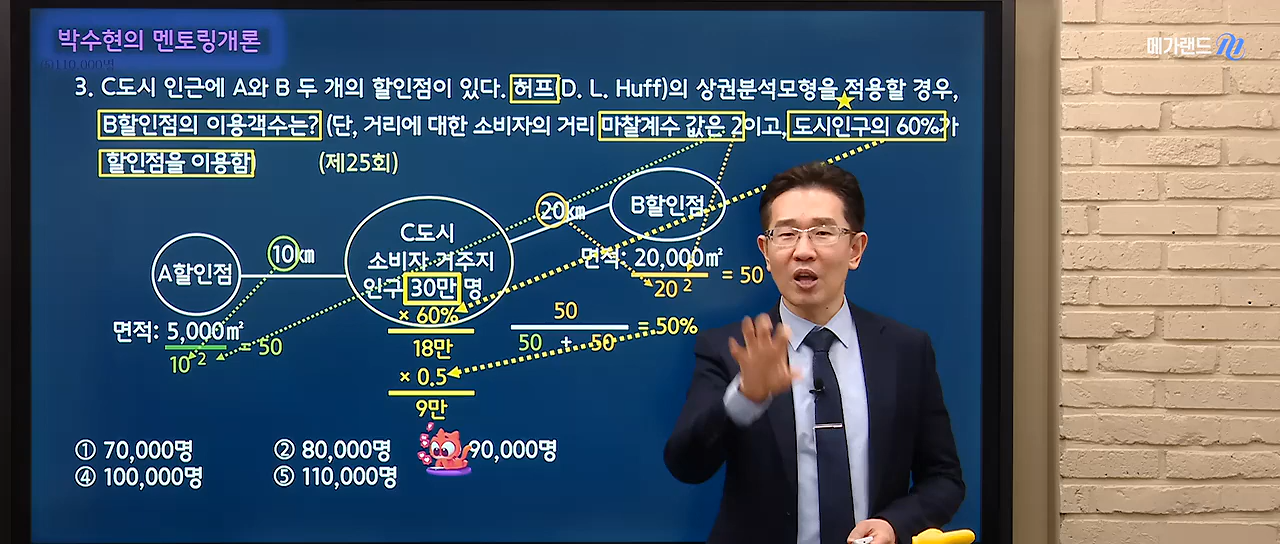 박수현의 멘토링개론
메가랜드
⑤110,000명
3. C도시 인근에 A와 B 두 개의 할인점이 있다. 허프(D. L. Huff)의 상권분석모형을 적용할 경우,
B할인점의 이용객수는? (단, 거리에 대한 소비자의 거리 마찰계수 값은 2이고, 도시인구의 60%가
할인점을 이용함) (제25회)
A할인점
10km
C도시
소비자 거주지
인구 30만 명
20km
B할인점
면적: 5,000㎡
10² = 50
면적: 20,000㎡
20² = 50
× 60%
18만
× 0.5
9만
50
50 + 50
= 50%
① 70,000명 ② 80,000명 90,000명
④ 100,000명 ⑤ 110,000명